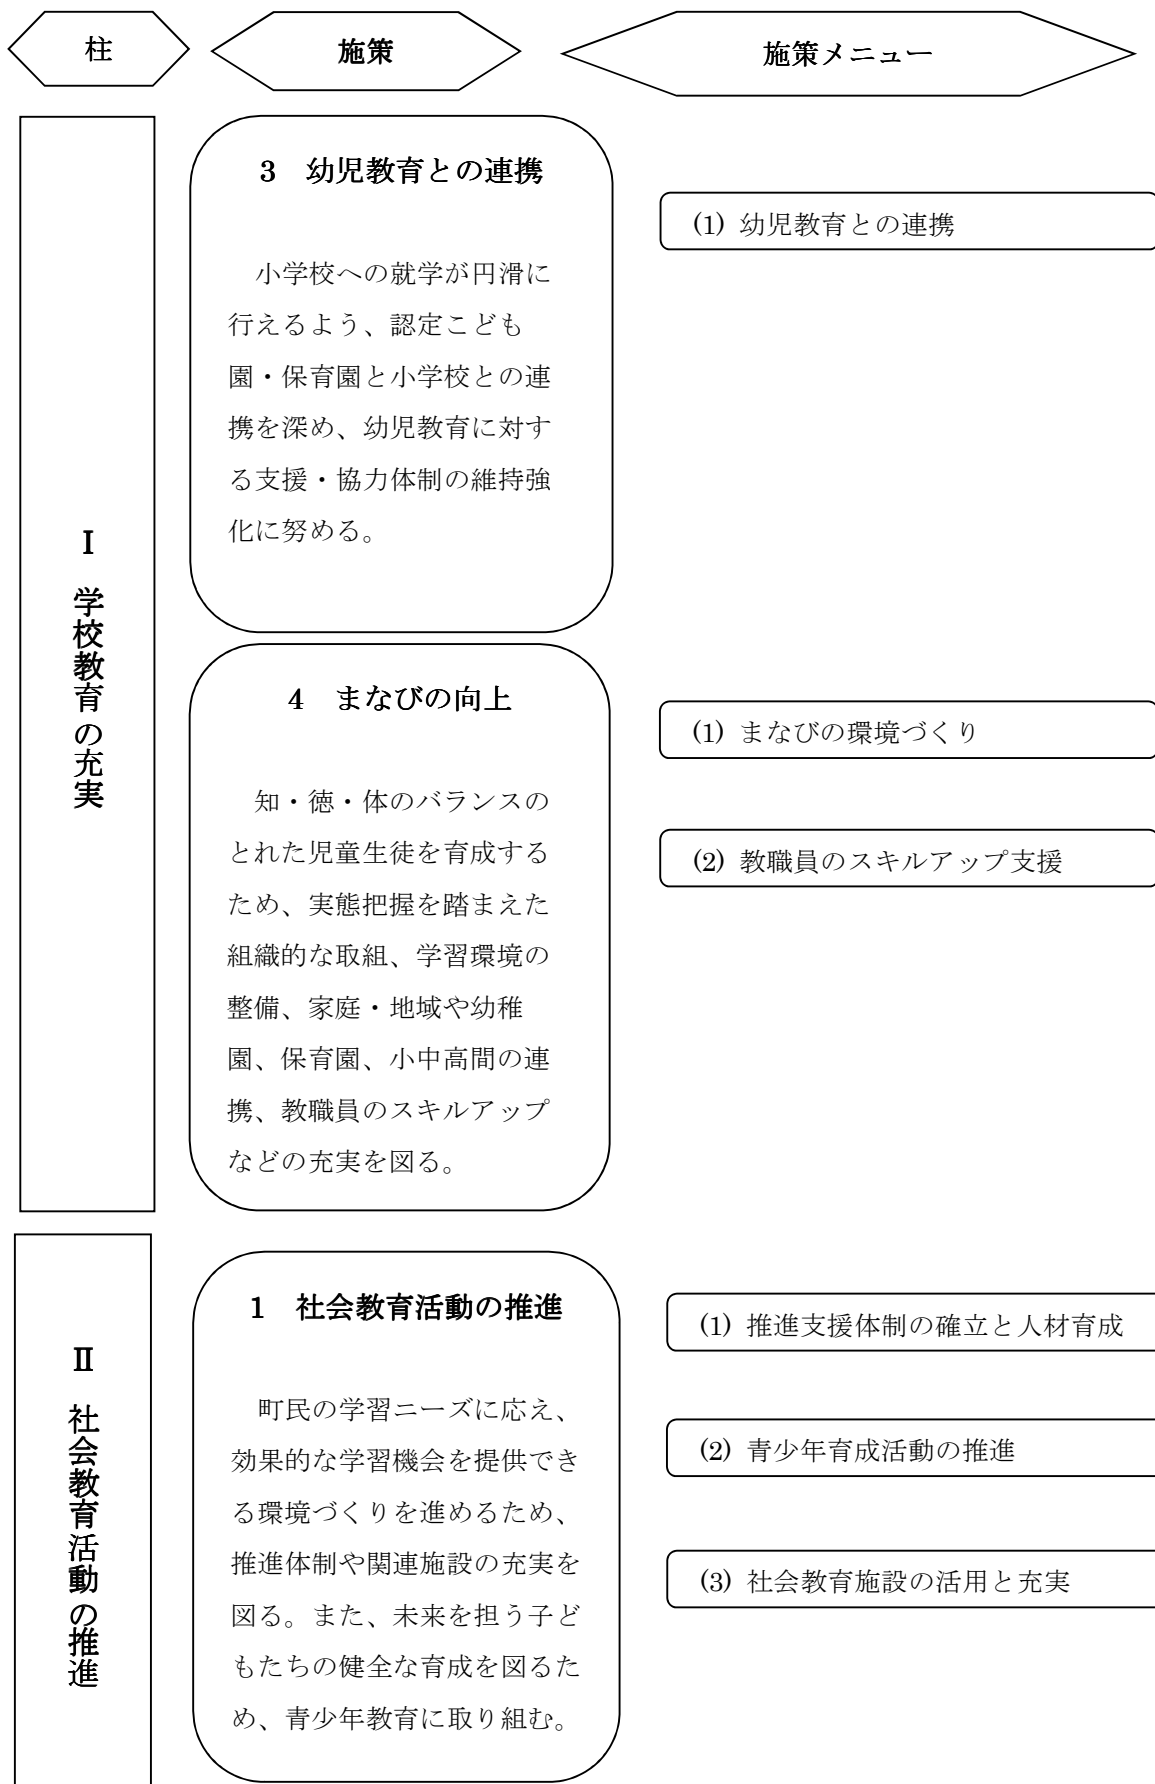 柱
施策
施策メニュー
Ⅰ 学校教育の充実
3 幼児教育との連携
小学校への就学が円滑に
行えるよう、認定こども
園・保育園と小学校との連
携を深め、幼児教育に対す
る支援・協力体制の維持強
化に努める。
(1) 幼児教育との連携
4 まなびの向上
知・徳・体のバランスの
とれた児童生徒を育成する
ため、実態把握を踏まえた
組織的な取組、学習環境の
整備、家庭・地域や幼稚
園、保育園、小中高間の連
携、教職員のスキルアップ
などの充実を図る。
(1) まなびの環境づくり
(2) 教職員のスキルアップ支援
Ⅱ 社会教育活動の推進
1 社会教育活動の推進
町民の学習ニーズに応え、
効果的な学習機会を提供でき
る環境づくりを進めるため、
推進体制や関連施設の充実を
図る。また、未来を担う子ど
もたちの健全な育成を図るた
め、青少年教育に取り組む。
(1) 推進支援体制の確立と人材育成
(2) 青少年育成活動の推進
(3) 社会教育施設の活用と充実